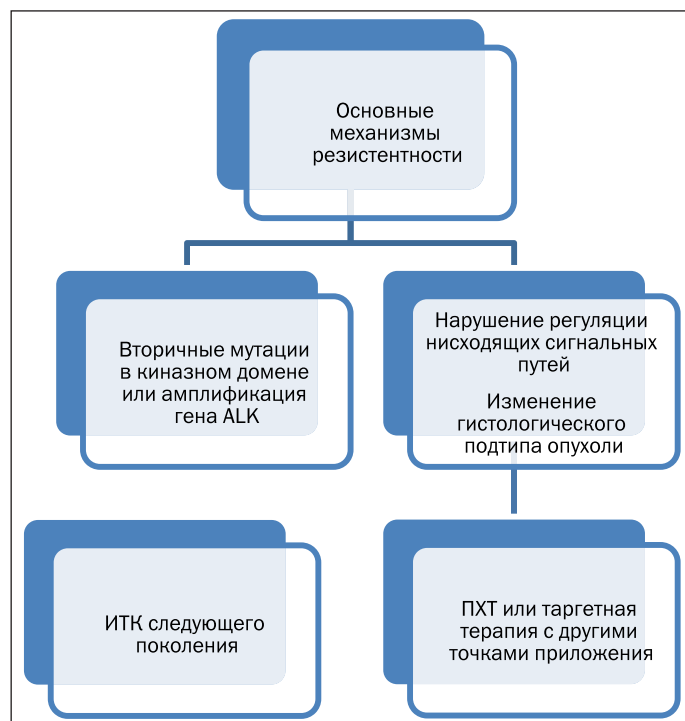 Основные
механизмы
резистентности
Вторичные мутации
в киназном домене
или амплификация
гена ALK
Нарушение регуляции
нисходящих сигнальных
путей
Изменение
гистологического
подтипа опухоли
ИТК следующего
поколения
ПХТ или таргетная
терапия с другими
точками приложения